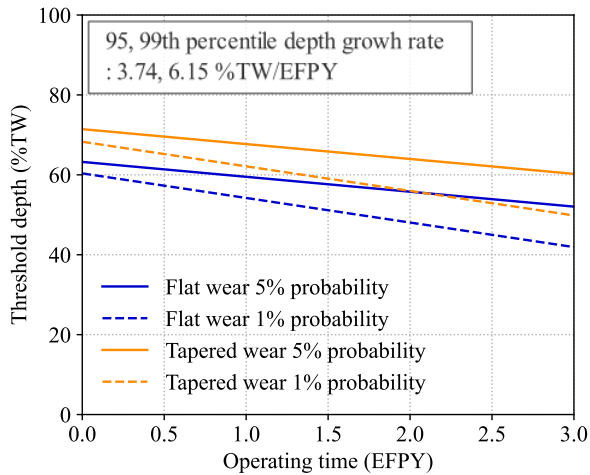 95, 99th percentile depth growh rate
: 3.74, 6.15 %TW/EFPY
Threshold depth (%TW)
100
80
60
40
20
0
Flat wear 5% probability
Flat wear 1% probability
Tapered wear 5% probability
Tapered wear 1% probability
0.0 0.5 1.0 1.5 2.0 2.5 3.0
Operating time (EFPY)